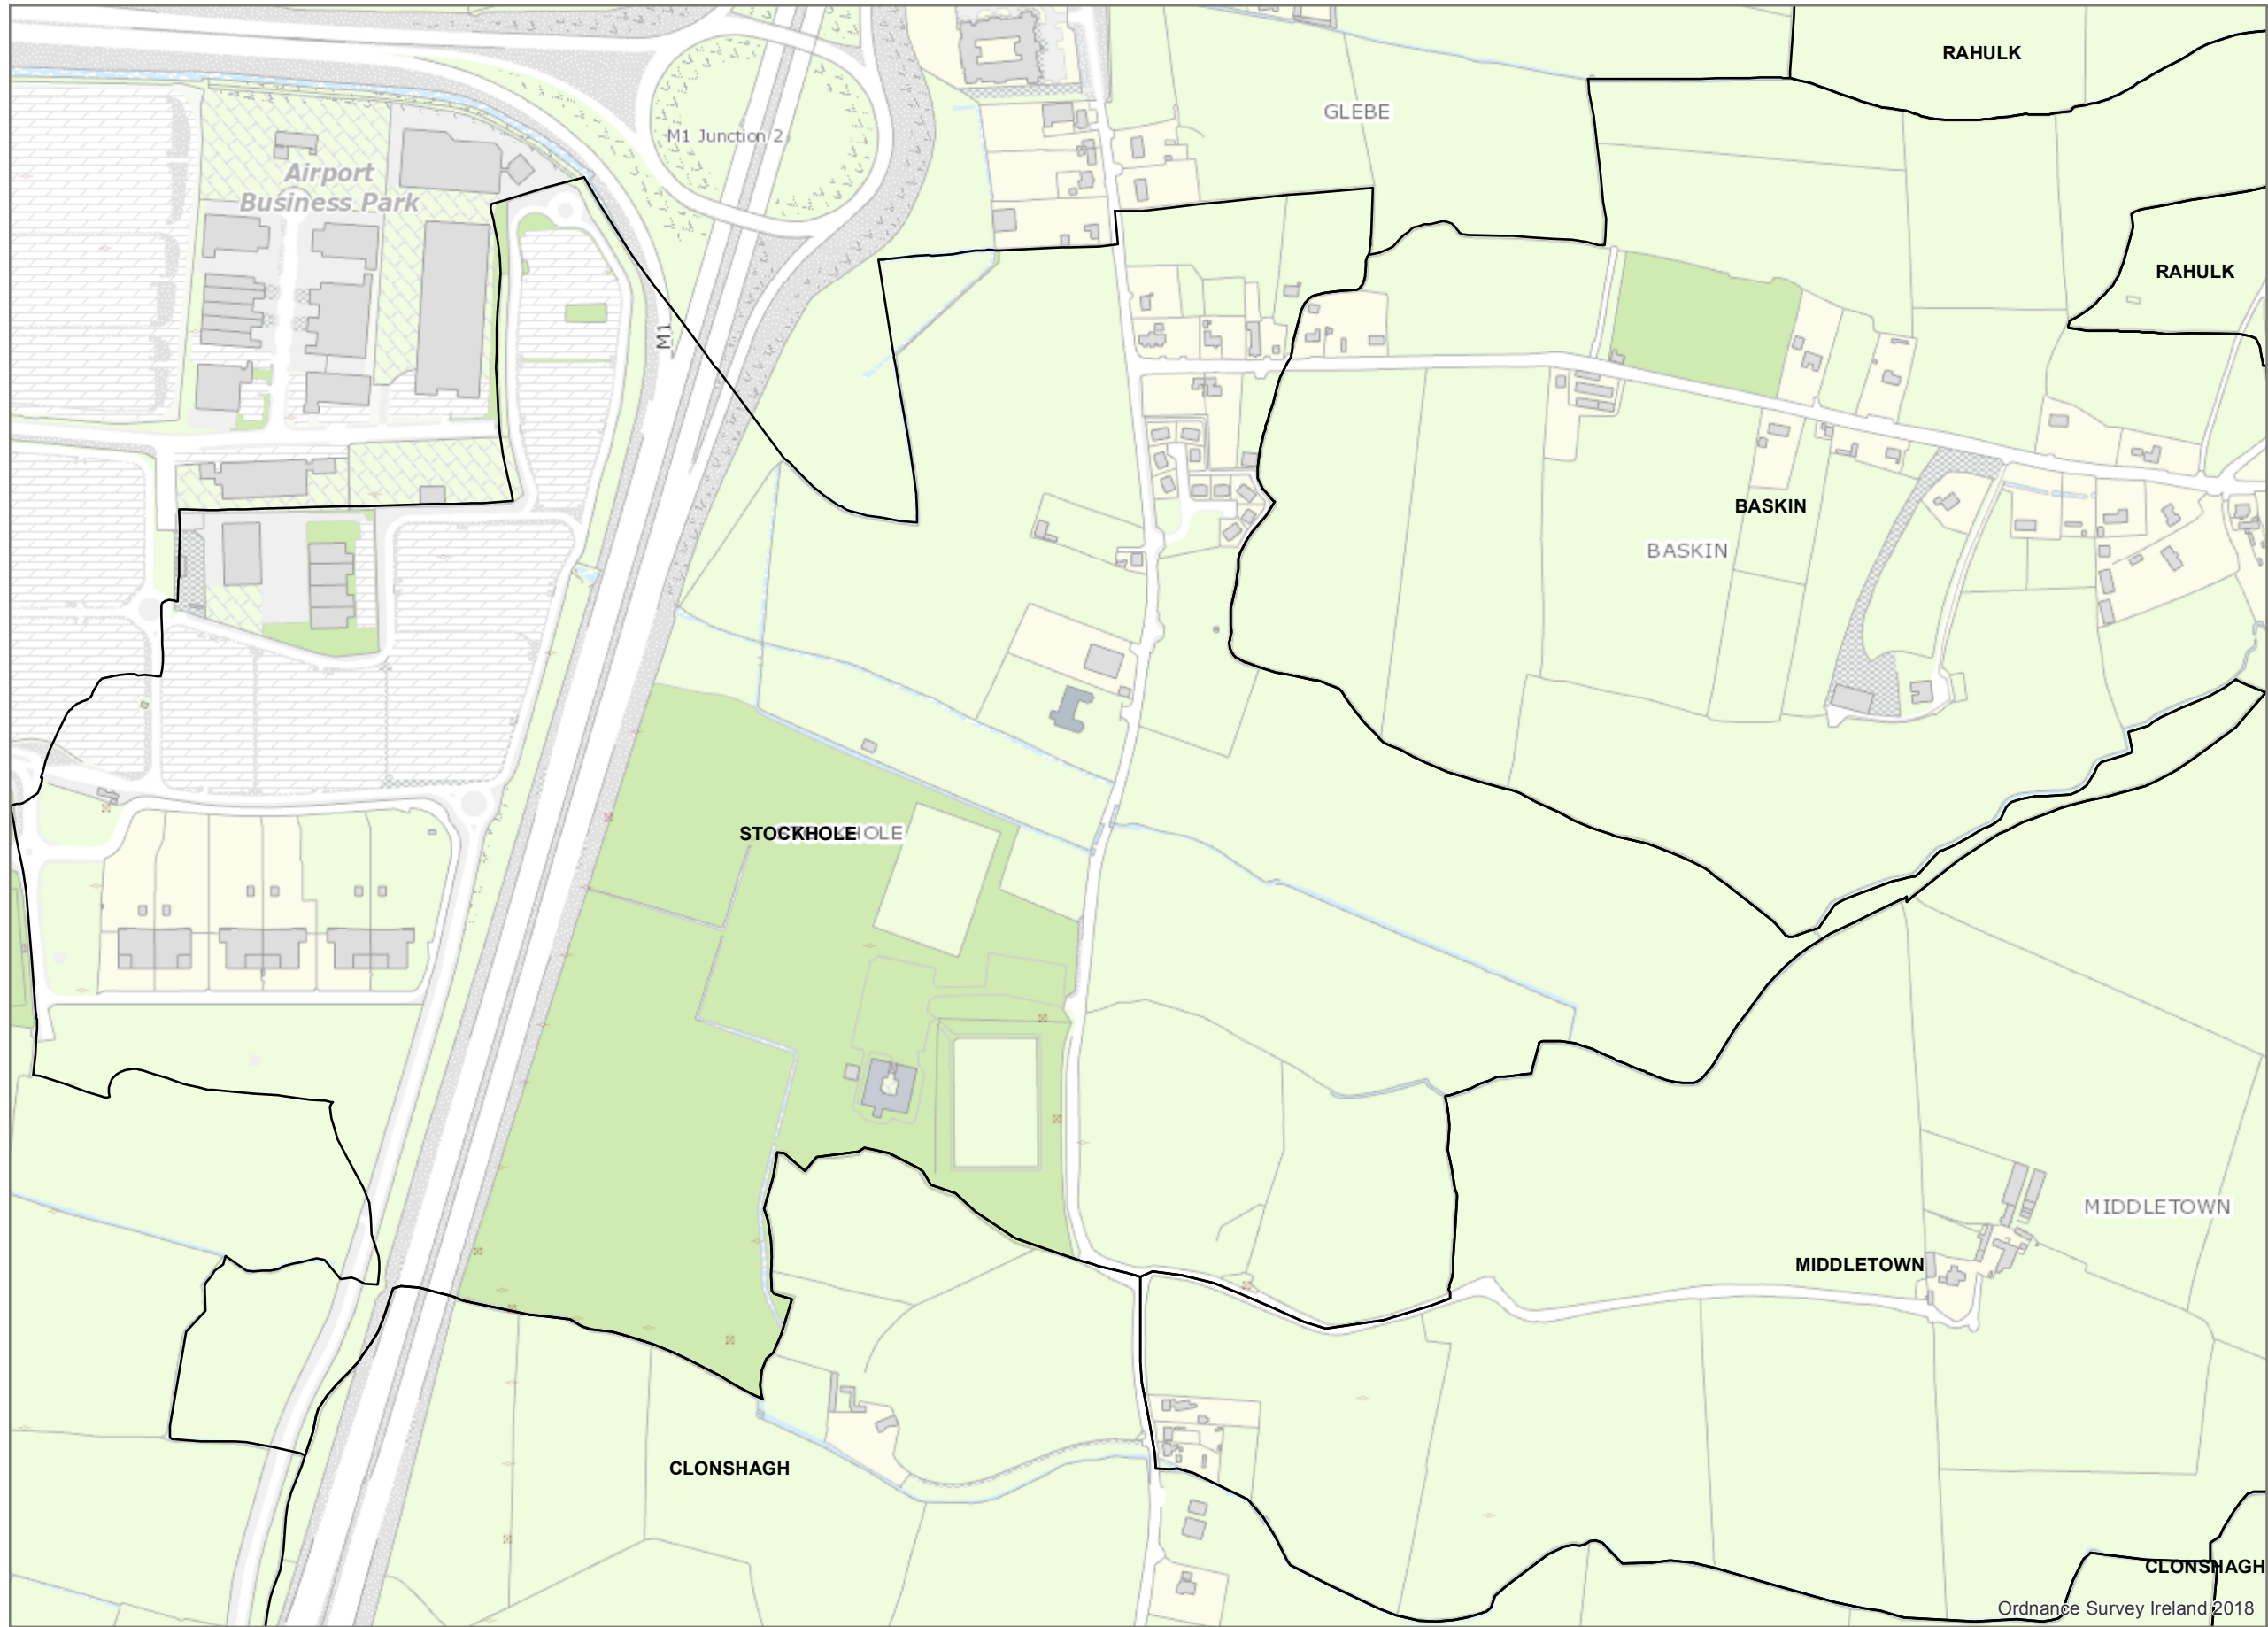 RAHULK
GLEBE
M1 Junction 2
Airport
Business Park
RAHULK
M1
BASKIN
BASKIN
STOCKHOLE
STOCKHOLE
MIDDLETOWN
MIDDLETOWN
CLONSHAGH
CLONSHAGH
Ordnance Survey Ireland 2018